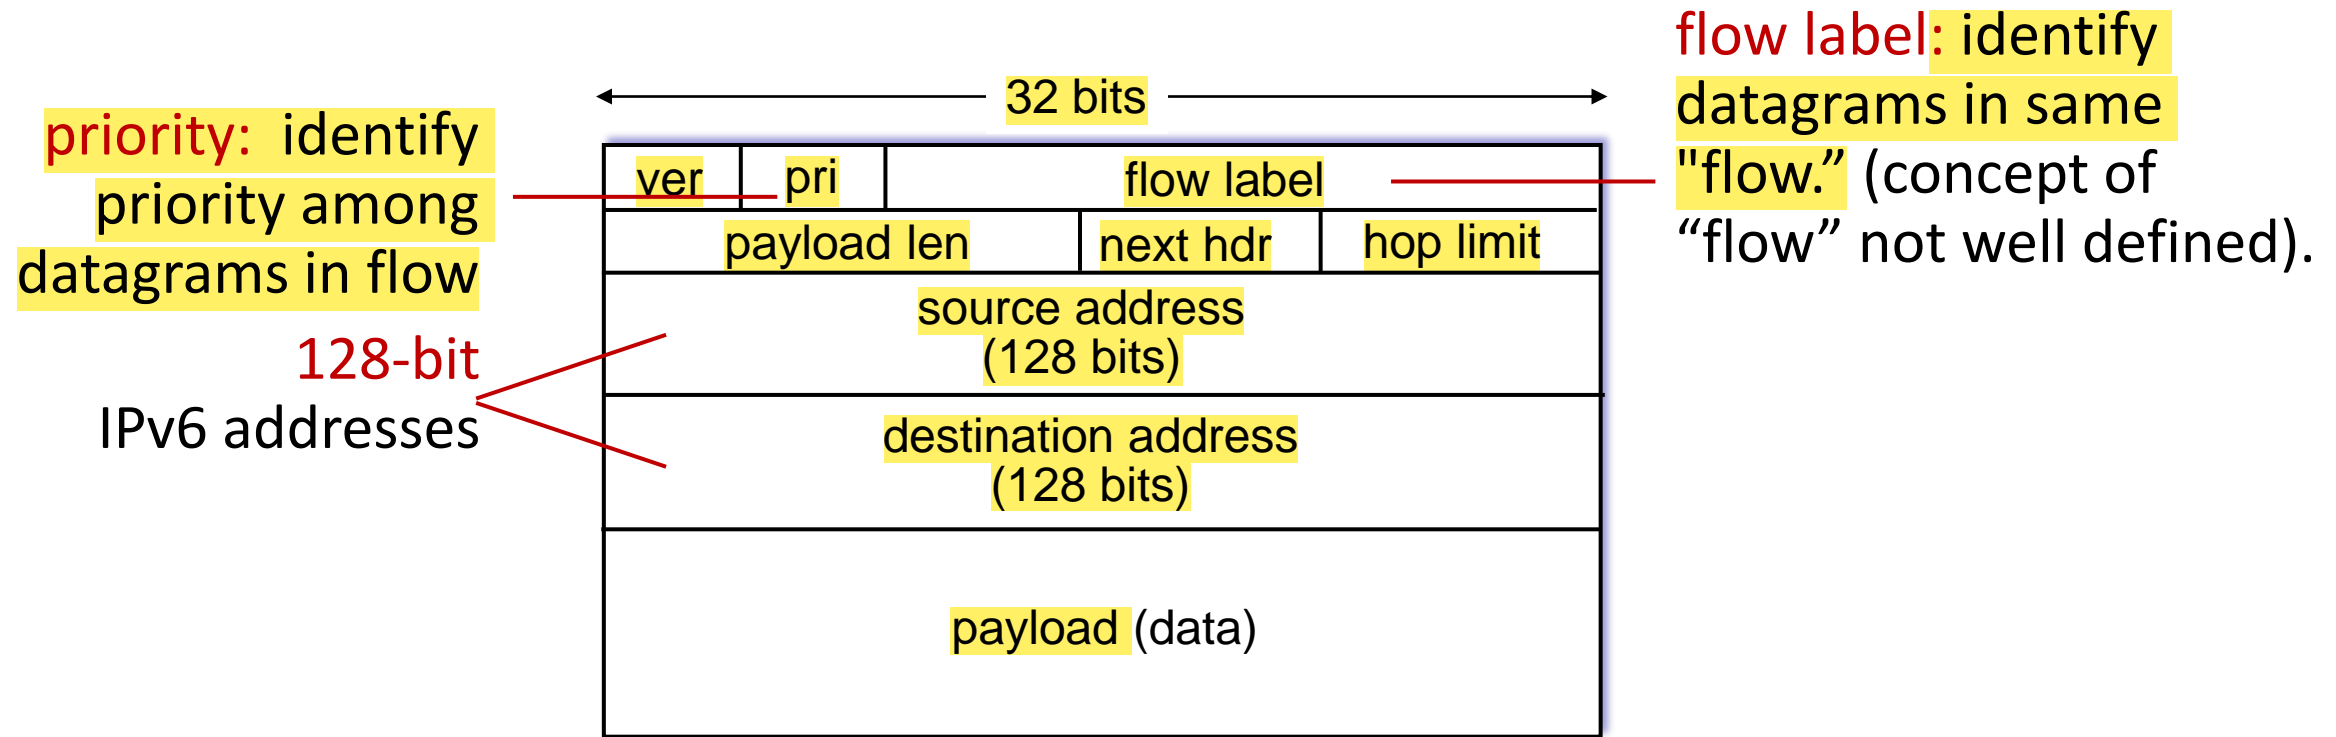 priority:  identify
priority among
datagrams in flow
128-bit
IPv6 addresses
32 bits
ver pri flow label
payload len next hdr hop limit
source address
(128 bits)
destination address
(128 bits)
payload (data)
flow label: identify
datagrams in same
"flow.” (concept of
“flow” not well defined).